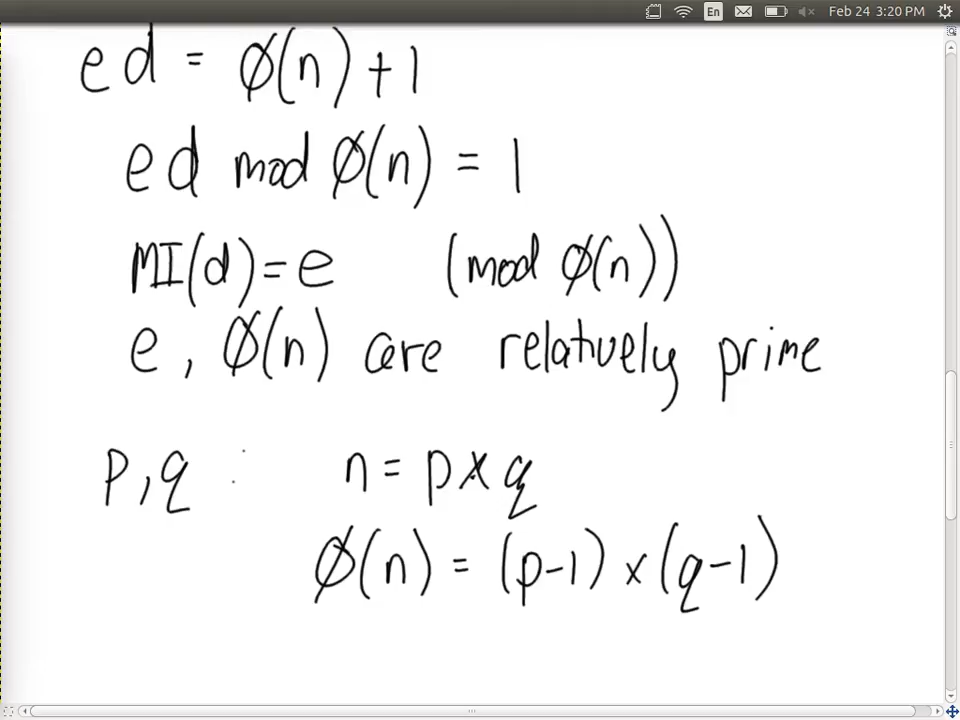 En Feb 24 3:20 PM
ed = ø(n)+1
ed mod ø(n) = 1
MI(d)=e (mod ø(n))
e, ø(n) are relatively prime
p,q n = p×q
ø(n) = (p-1)×(q-1)